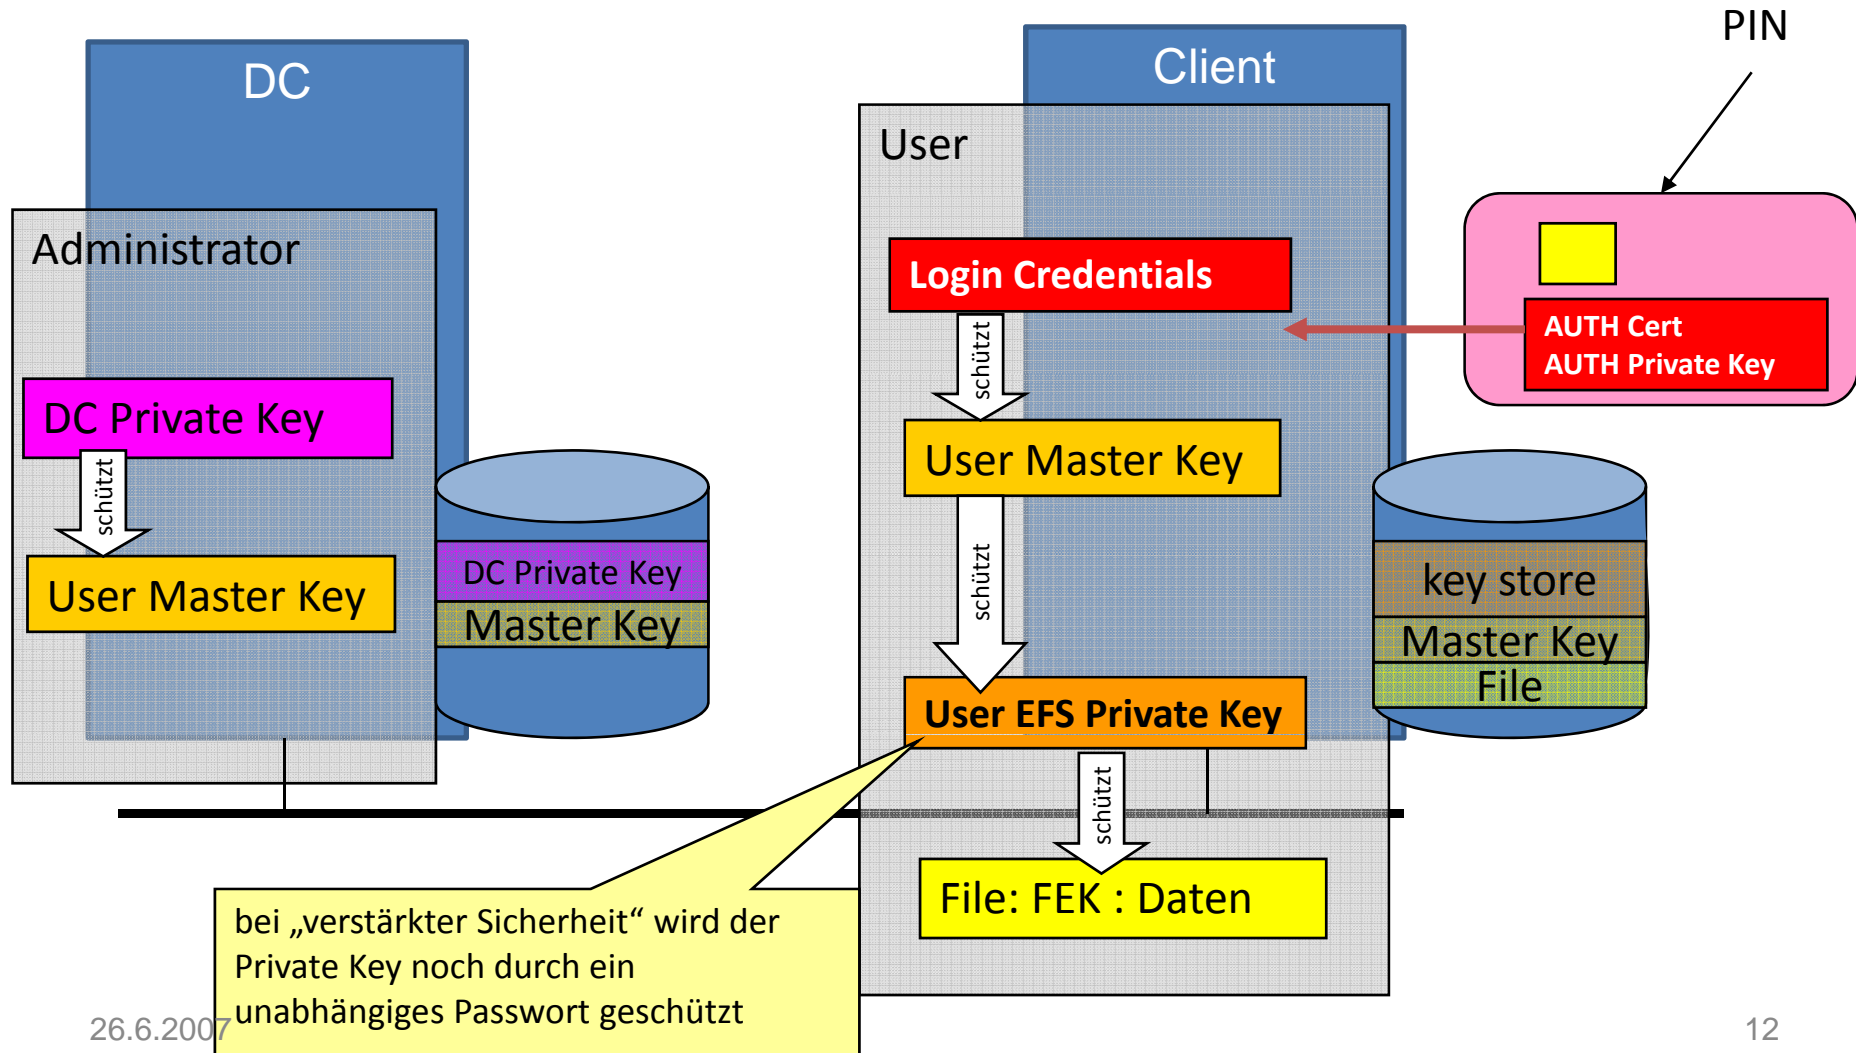 PIN
DC
Client
User
Administrator
Login Credentials
AUTH Cert
AUTH Private Key
schützt
DC Private Key
User Master Key
schützt
DC Private Key
Master Key
User Master Key
schützt
key store
Master Key
File
User EFS Private Key
schützt
File: FEK : Daten
bei „verstärkter Sicherheit“ wird der
Private Key noch durch ein
unabhängiges Passwort geschützt
26.6.2007
12